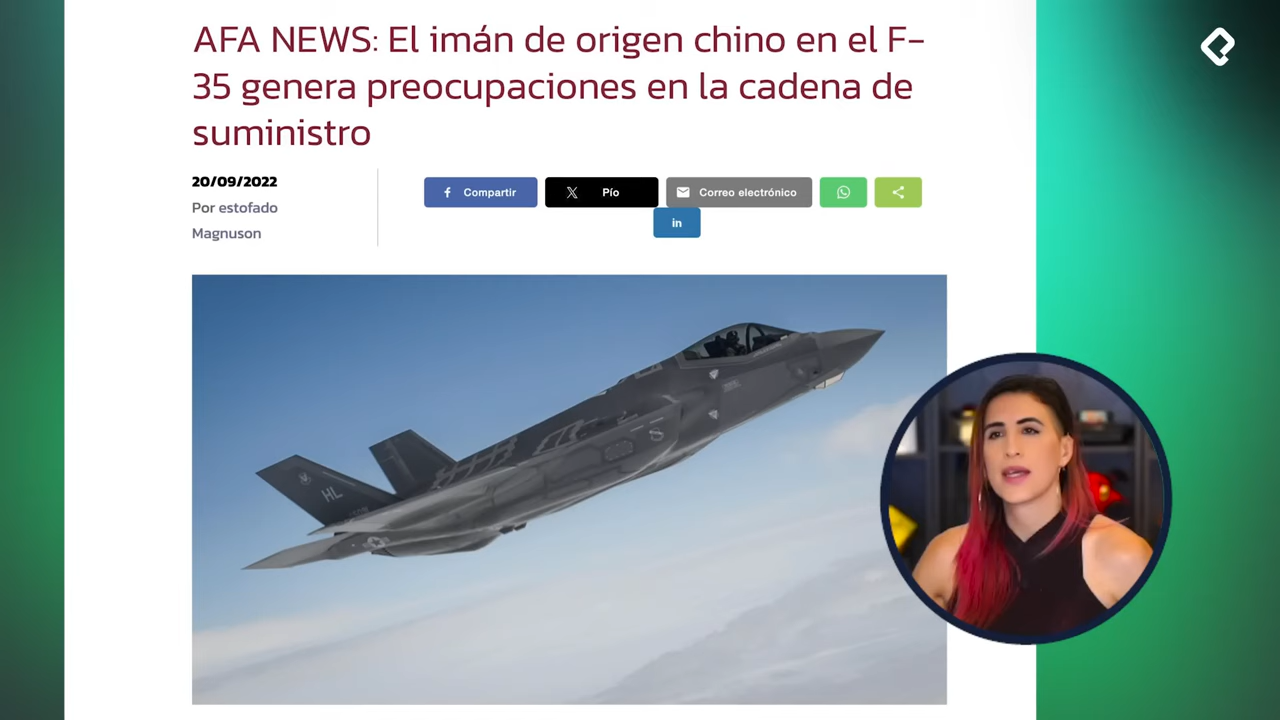 AFA NEWS: El imán de origen chino en el F-
35 genera preocupaciones en la cadena de
suministro
20/09/2022
Por estofado
Magnuson
Compartir
Pío
Correo electrónico
in
HL